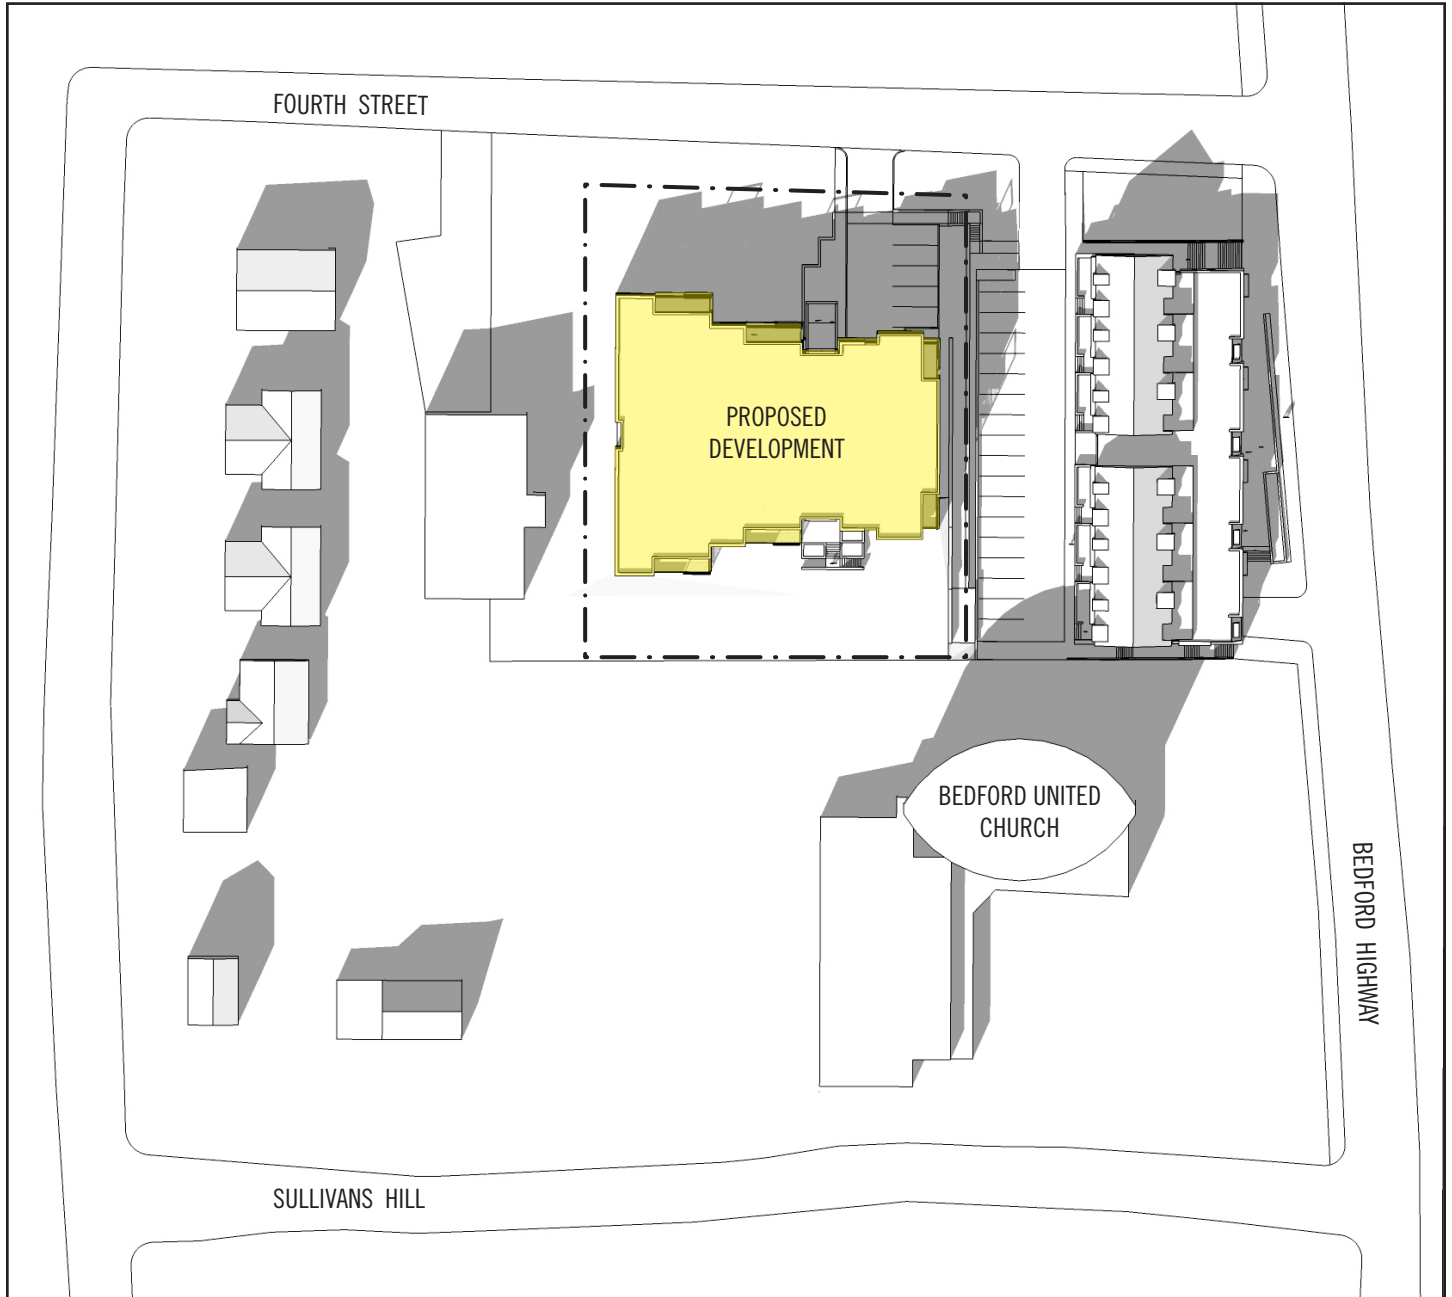 FOURTH STREET
PROPOSED
DEVELOPMENT
BEDFORD UNITED
CHURCH
BEDFORD HIGHWAY
SULLIVANS HILL